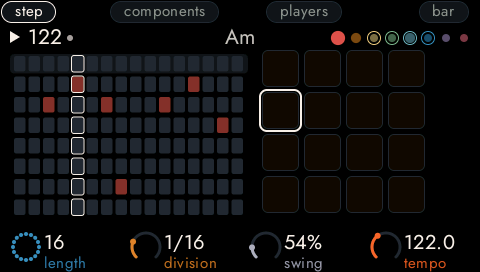 step components players bar
122 Am
16 1/16 54% 122.0
length division swing tempo